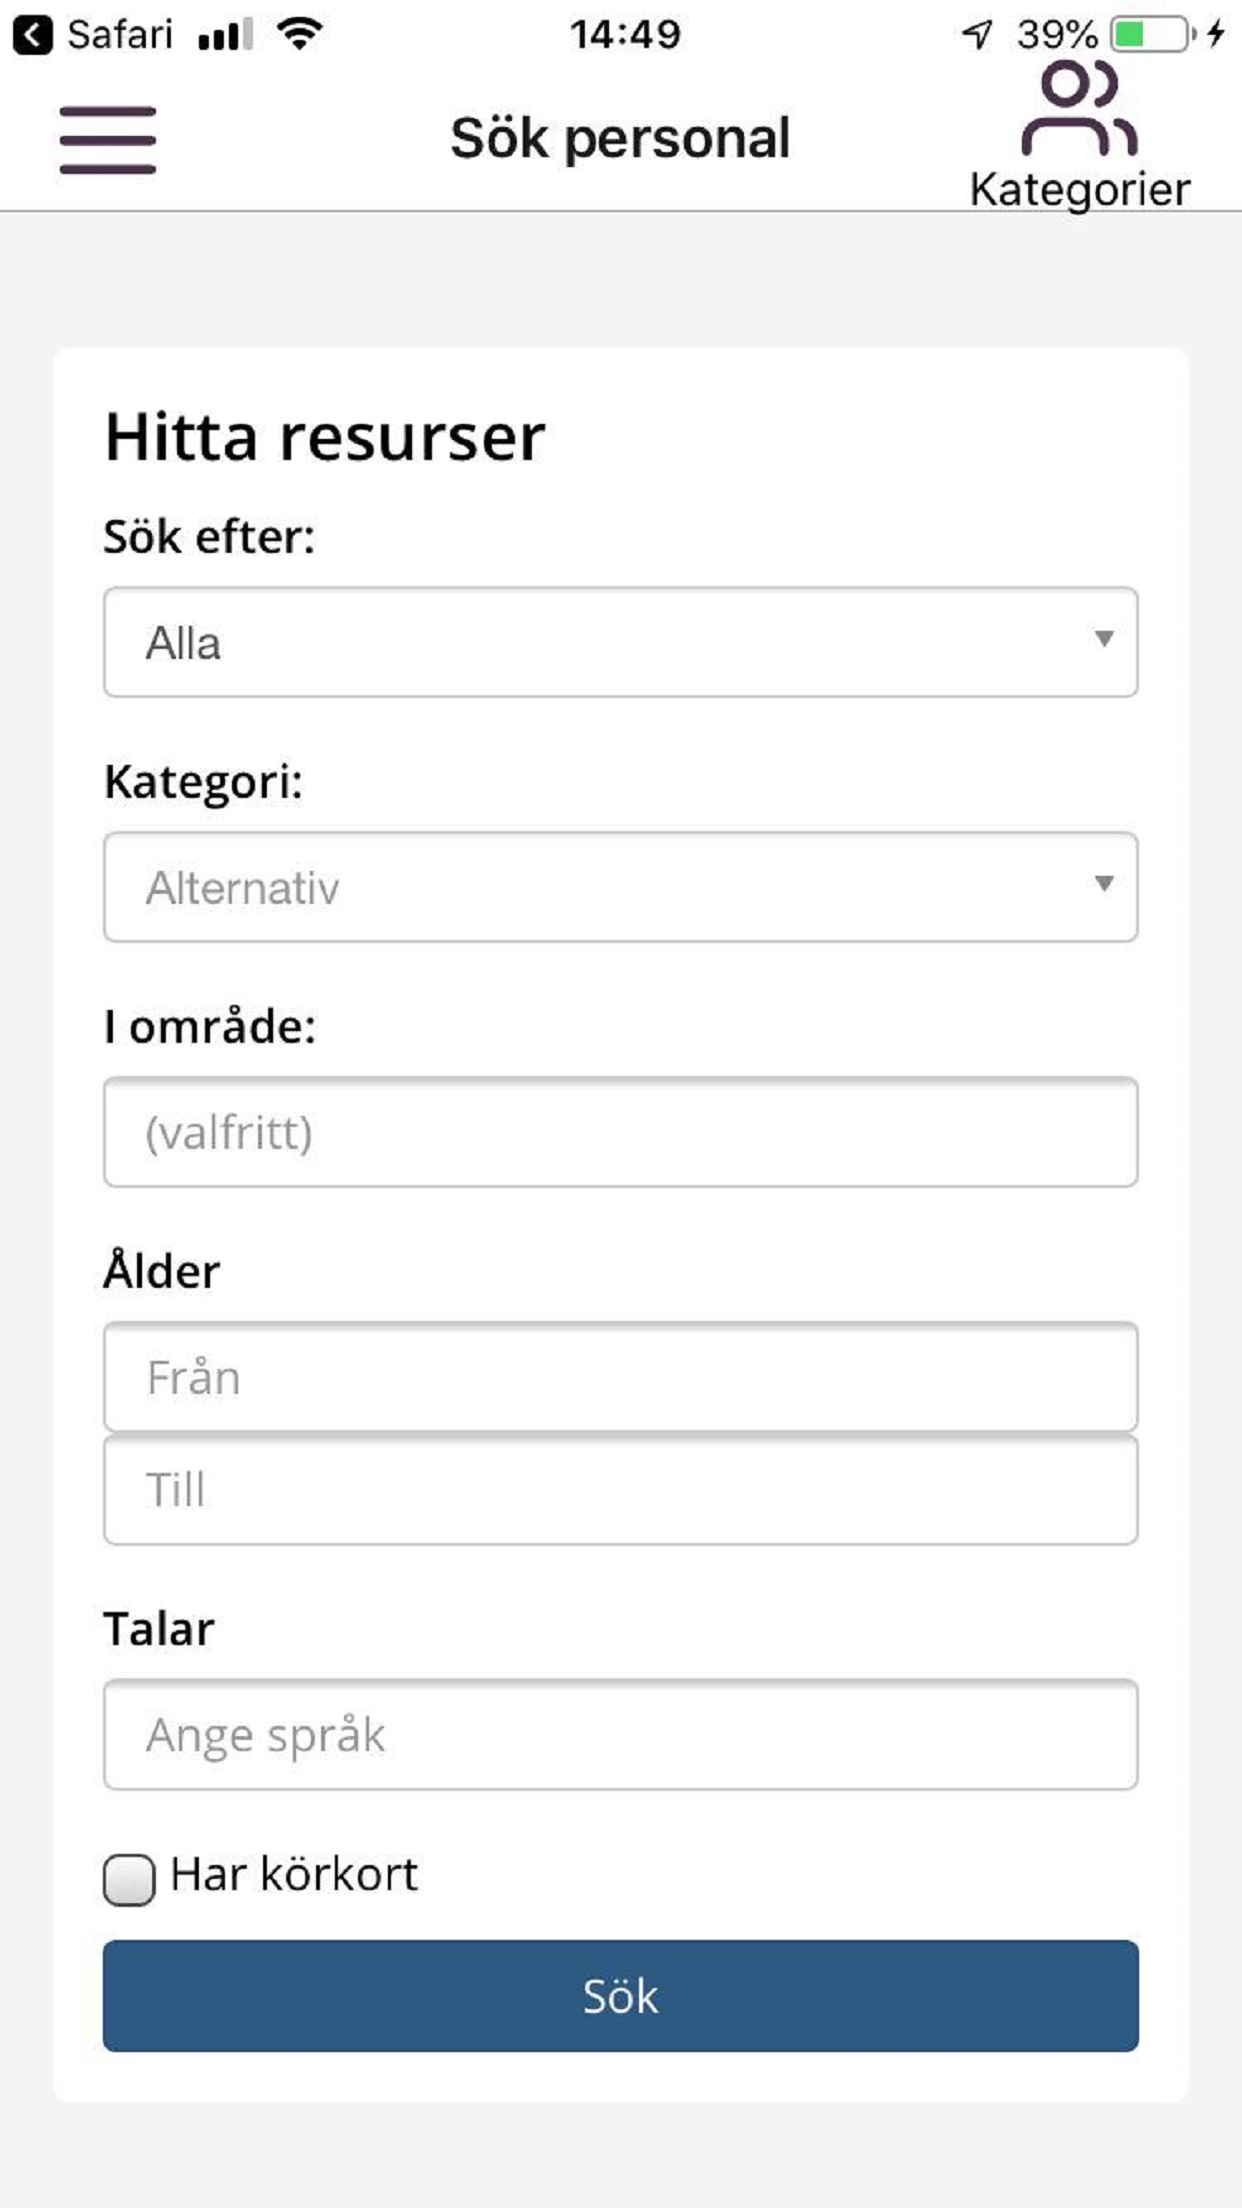 Safari 14:49 39%
Sök personal
Kategorier
Hitta resurser
Sök efter:
Alla
Kategori:
Alternativ
I område:
(valfritt)
Ålder
Från
Till
Talar
Ange språk
Har körkort
Sök